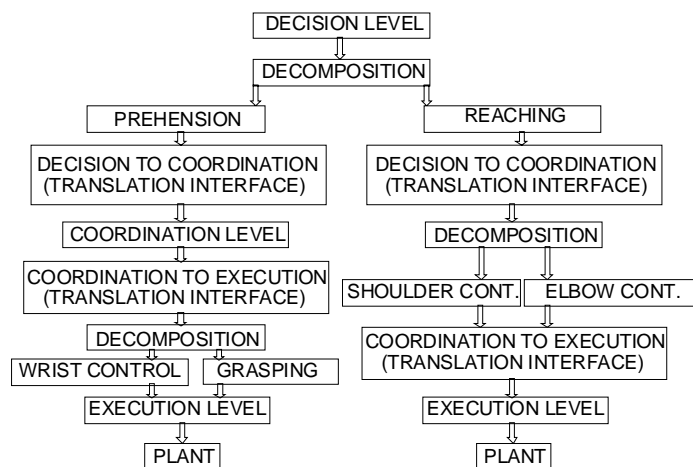 DECISION LEVEL
DECOMPOSITION
PREHENSION
REACHING
DECISION TO COORDINATION
(TRANSLATION INTERFACE)
DECISION TO COORDINATION
(TRANSLATION INTERFACE)
COORDINATION LEVEL
DECOMPOSITION
COORDINATION TO EXECUTION
(TRANSLATION INTERFACE)
SHOULDER CONT.
ELBOW CONT.
DECOMPOSITION
COORDINATION TO EXECUTION
(TRANSLATION INTERFACE)
WRIST CONTROL
GRASPING
EXECUTION LEVEL
EXECUTION LEVEL
PLANT
PLANT